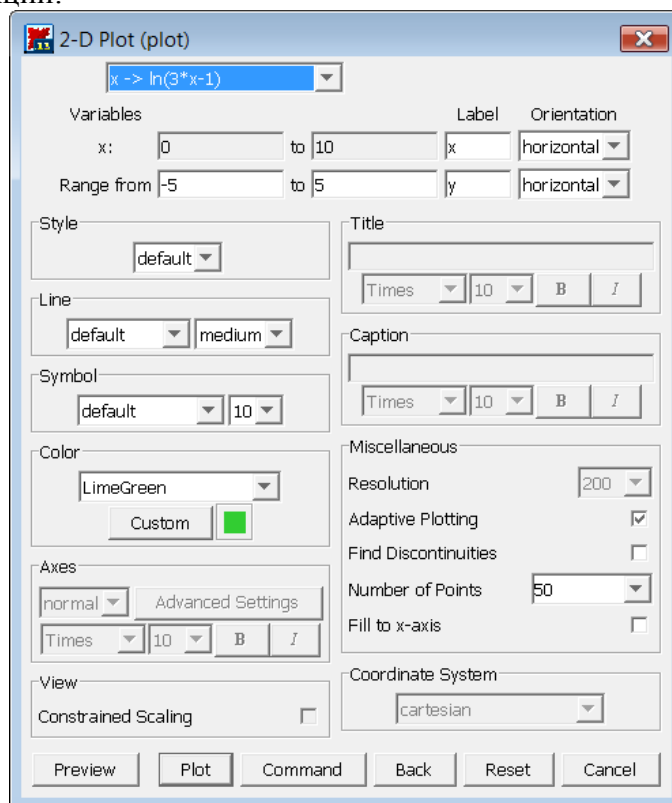 2-D Plot (plot)
x -> ln(3*x-1)
Variables Label Orientation
x: 0 to 10 x horizontal
Range from -5 to 5 y horizontal
Style
default
Line
default medium
Symbol
default 10
Color
LimeGreen
Custom
Axes
normal Advanced Settings
Times 10 B I
View
Constrained Scaling
Title
Times 10 B I
Caption
Times 10 B I
Miscellaneous
Resolution 200
Adaptive Plotting
Find Discontinuities
Number of Points 50
Fill to x-axis
Coordinate System
cartesian
Preview Plot Command Back Reset Cancel